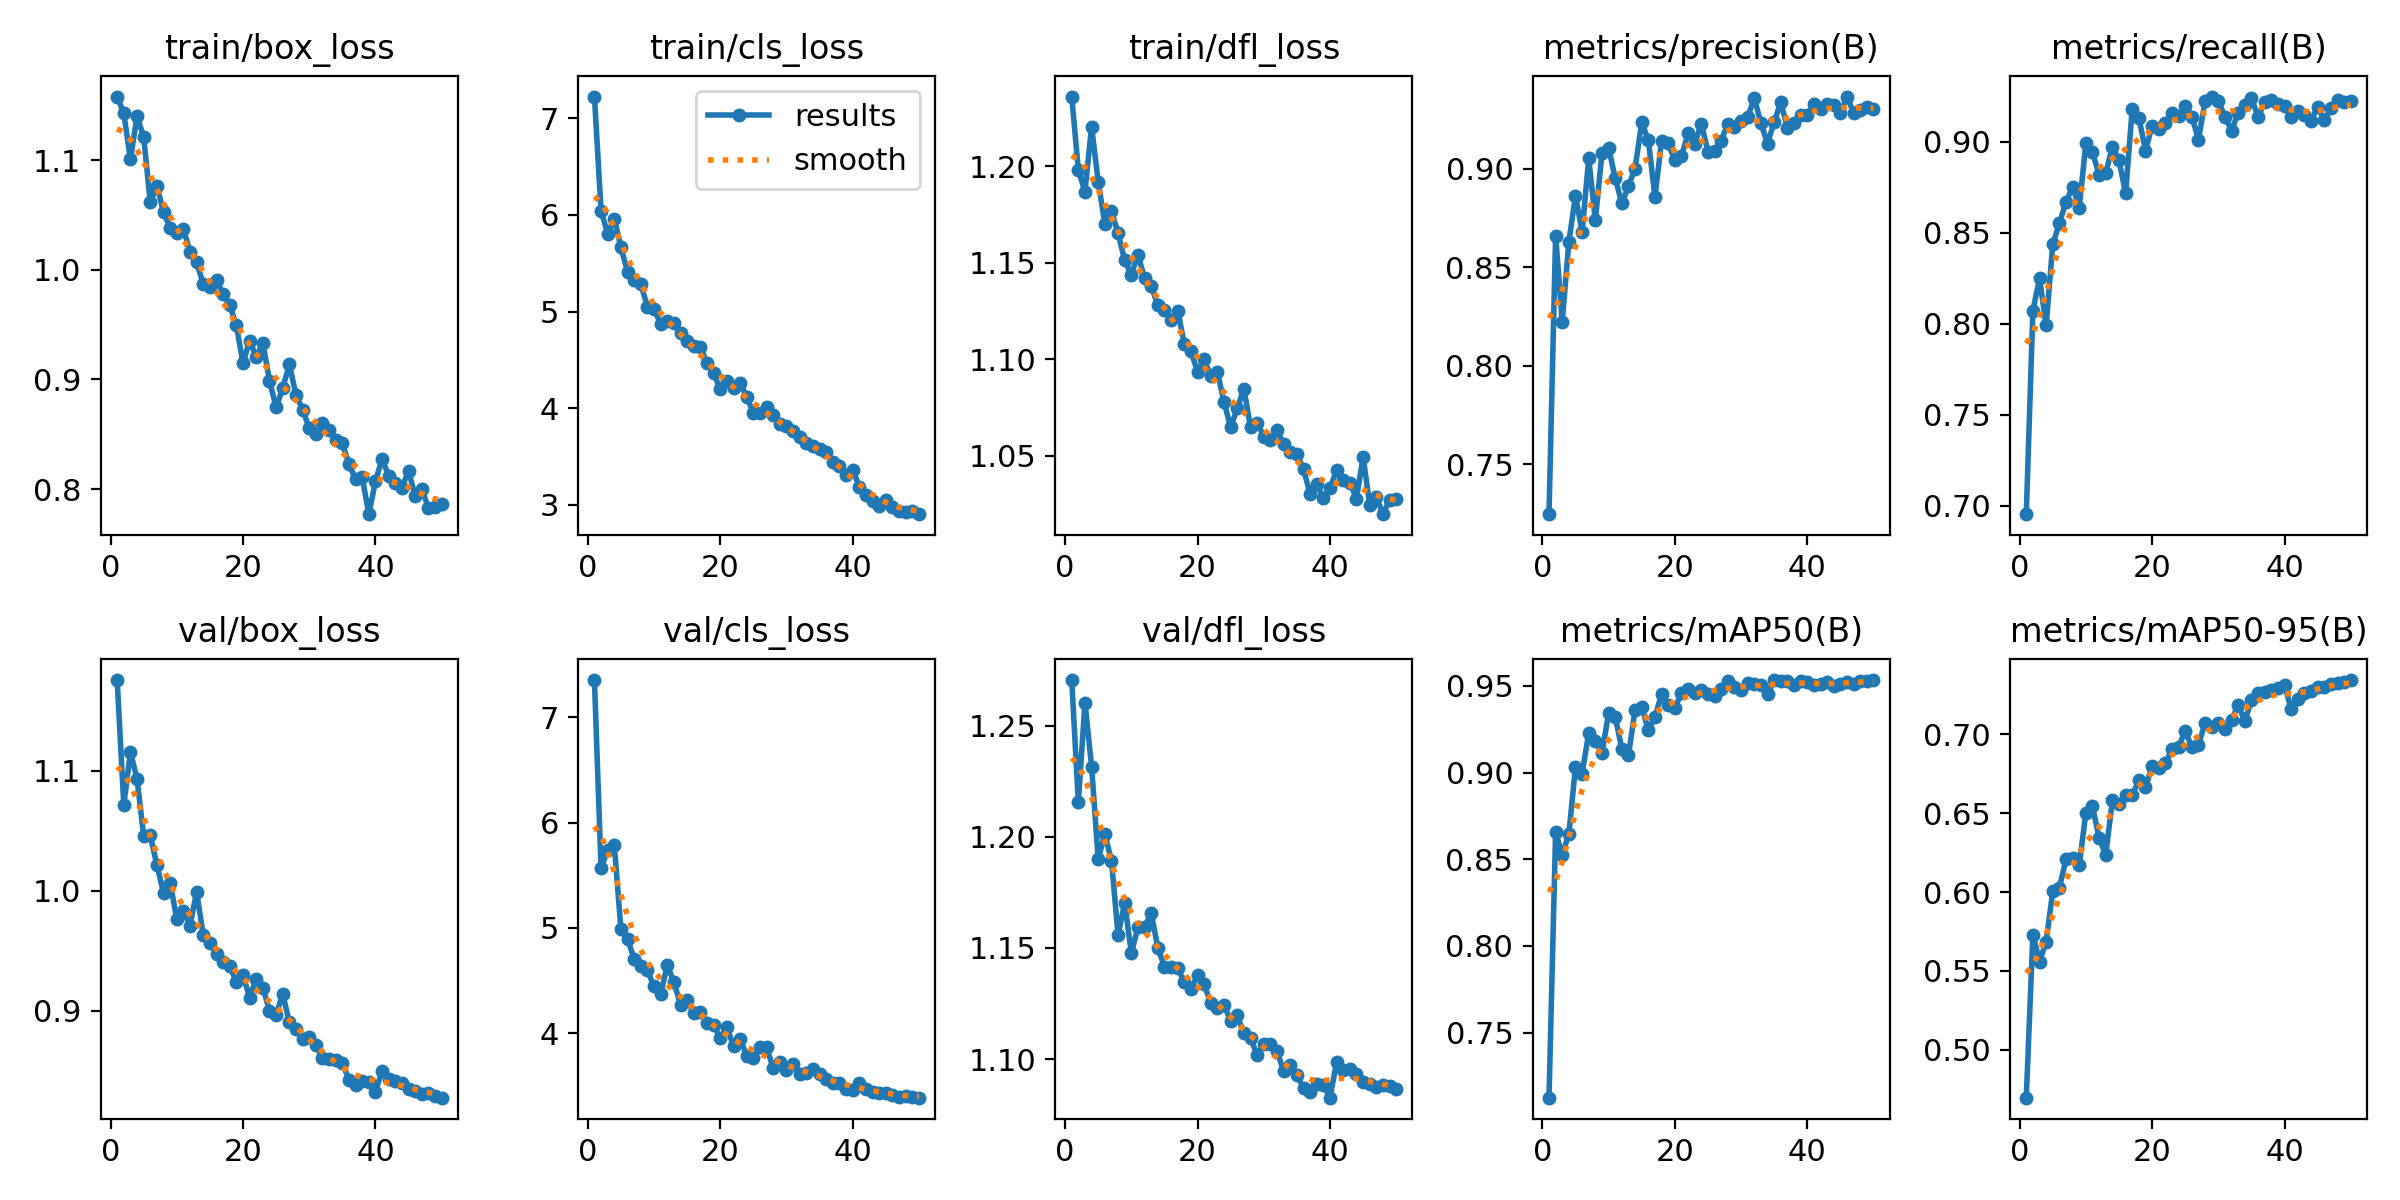 train/box_loss
1.1
1.0
0.9
0.8
0 20 40
train/cls_loss
results
smooth
7
6
5
4
3
0 20 40
train/dfl_loss
1.20
1.15
1.10
1.05
0 20 40
metrics/precision(B)
0.90
0.85
0.80
0.75
0 20 40
metrics/recall(B)
0.90
0.85
0.80
0.75
0.70
0 20 40
val/box_loss
1.1
1.0
0.9
0 20 40
val/cls_loss
7
6
5
4
0 20 40
val/dfl_loss
1.25
1.20
1.15
1.10
0 20 40
metrics/mAP50(B)
0.95
0.90
0.85
0.80
0.75
0 20 40
metrics/mAP50-95(B)
0.70
0.65
0.60
0.55
0.50
0 20 40